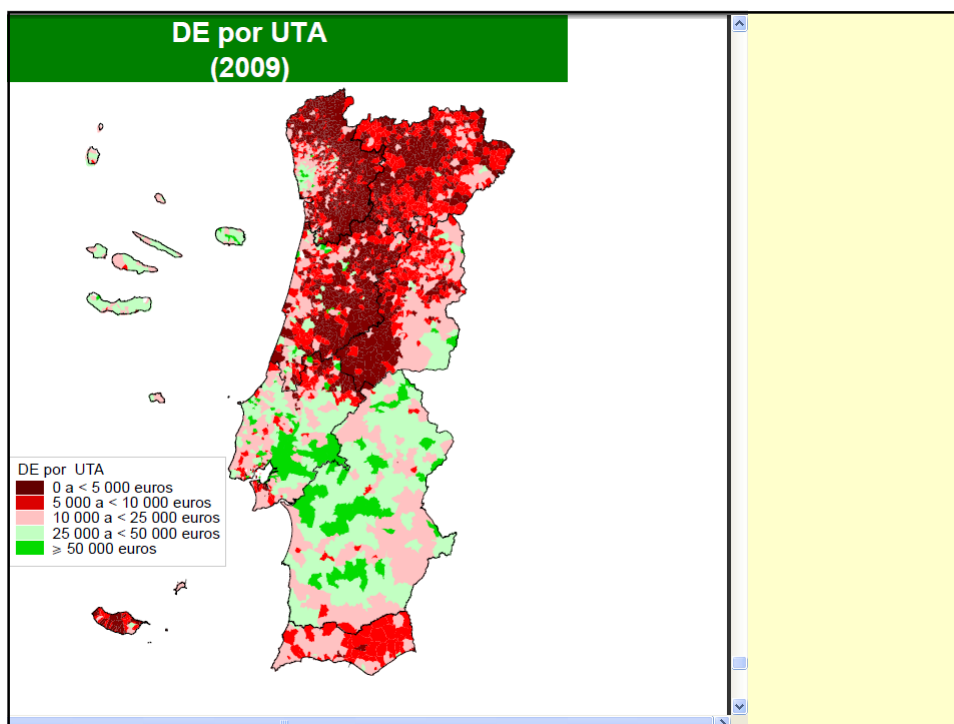 DE por UTA
(2009)
DE por UTA
0 a < 5 000 euros
5 000 a < 10 000 euros
10 000 a < 25 000 euros
25 000 a < 50 000 euros
≥ 50 000 euros